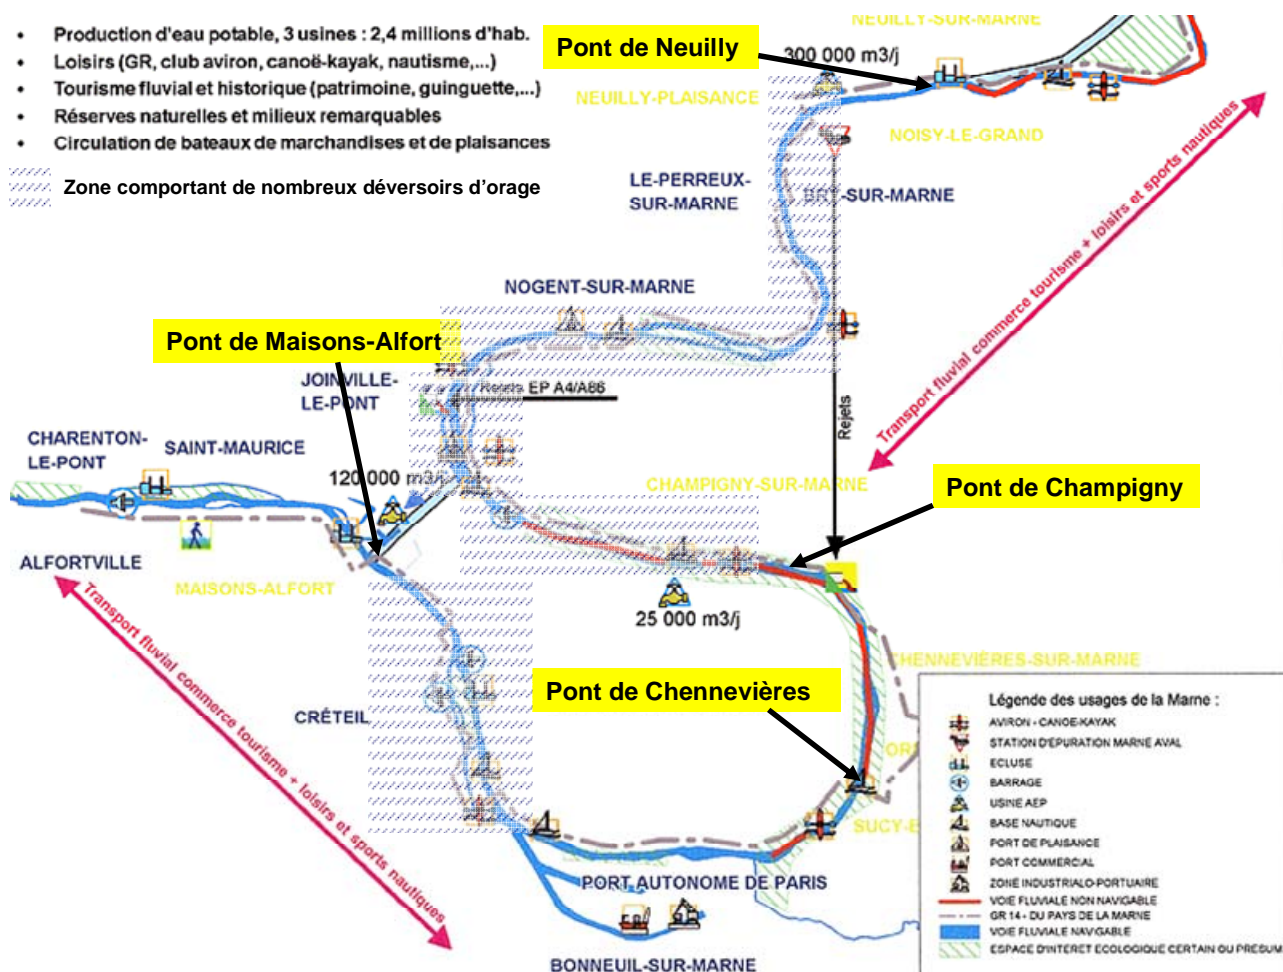 • Production d'eau potable, 3 usines : 2,4 millions d'hab.
• Loisirs (GR, club aviron, canoë-kayak, nautisme,...)
• Tourisme fluvial et historique (patrimoine, guinguette,...)
• Réserves naturelles et milieux remarquables
• Circulation de bateaux de marchandises et de plaisances
Zone comportant de nombreux déversoirs d'orage
NEUILLY-SUR-MARNE
Pont de Neuilly
300 000 m3/j
NEUILLY-PLAISANCE
NOISY-LE-GRAND
LE-PERREUX-
SUR-MARNE
BRY-SUR-MARNE
Transport fluvial commerce tourisme + loisirs et sports nautiques
NOGENT-SUR-MARNE
Pont de Maisons-Alfort
JOINVILLE-
LE-PONT
Rejets EP A4/A86
Rejets
CHARENTON-
LE-PONT
SAINT-MAURICE
120 000 m3/j
CHAMPIGNY-SUR-MARNE
Pont de Champigny
ALFORTVILLE
MAISONS-ALFORT
25 000 m3/j
Transport fluvial commerce tourisme + loisirs et sports nautiques
CHENNEVIÈRES-SUR-MARNE
Pont de Chennevières
CRÉTEIL
OR
SUCY-E
PORT AUTONOME DE PARIS
BONNEUIL-SUR-MARNE
Légende des usages de la Marne :
AVIRON - CANOE-KAYAK
STATION D'EPURATION MARNE AVAL
ECLUSE
BARRAGE
USINE AEP
BASE NAUTIQUE
PORT DE PLAISANCE
PORT COMMERCIAL
ZONE INDUSTRIALO-PORTUAIRE
VOIE FLUVIALE NON NAVIGABLE
GR 14 - DU PAYS DE LA MARNE
VOIE FLUVIALE NAVIGABLE
ESPACE D'INTERET ECOLOGIQUE CERTAIN OU PRESUM